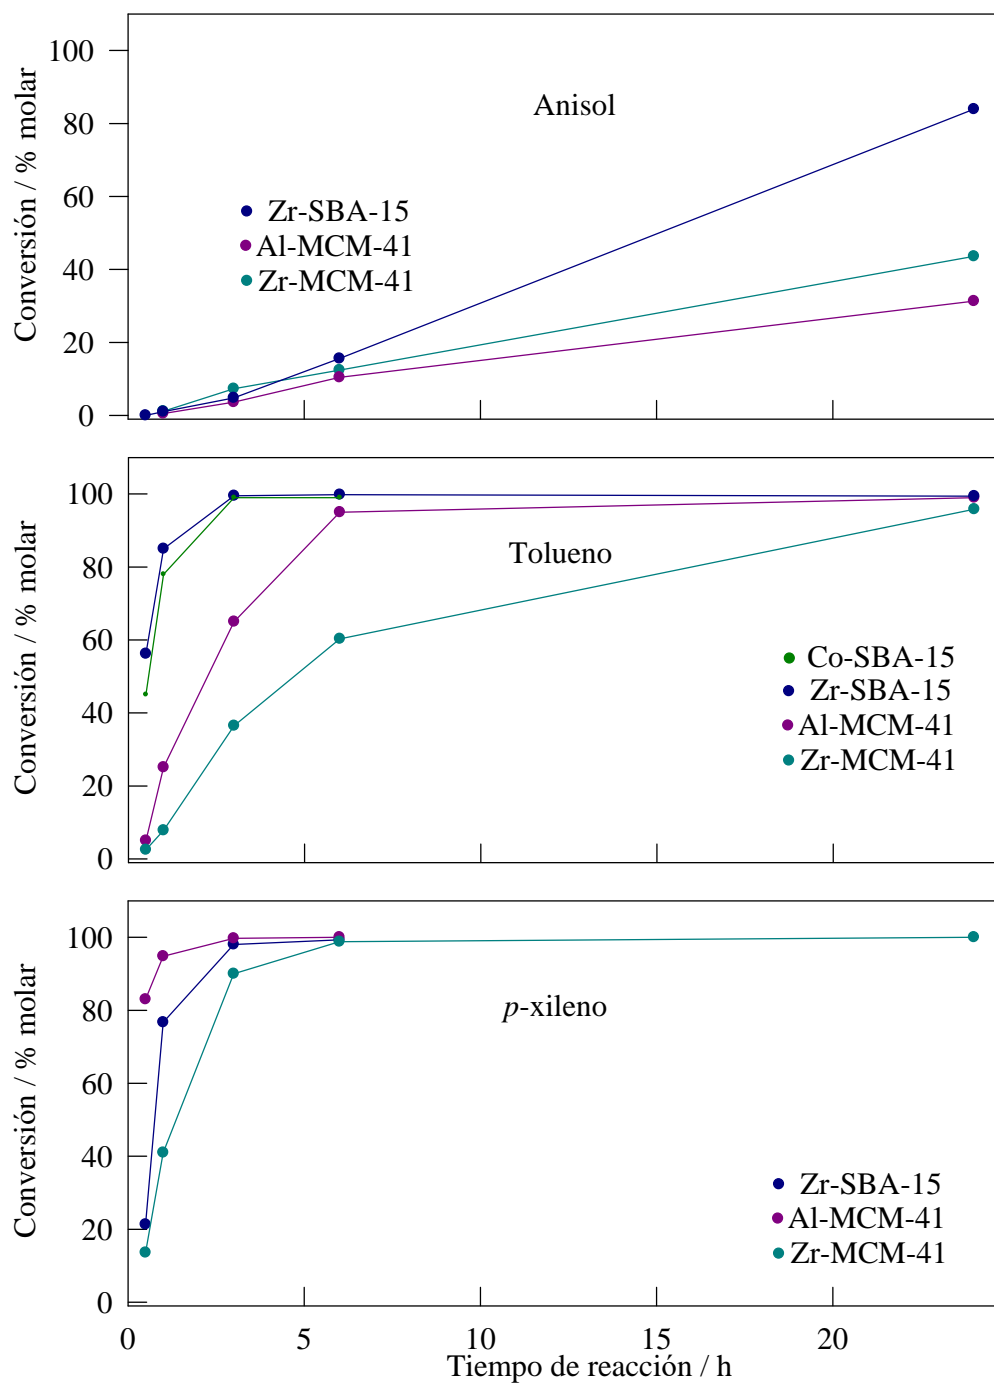 100
80
60
40
20
0
Conversión / % molar
Anisol
Zr-SBA-15
Al-MCM-41
Zr-MCM-41
100
80
60
40
20
0
Conversión / % molar
Tolueno
Co-SBA-15
Zr-SBA-15
Al-MCM-41
Zr-MCM-41
100
80
60
40
20
0
Conversión / % molar
p-xileno
Zr-SBA-15
Al-MCM-41
Zr-MCM-41
0 5 10 15 20
Tiempo de reacción / h